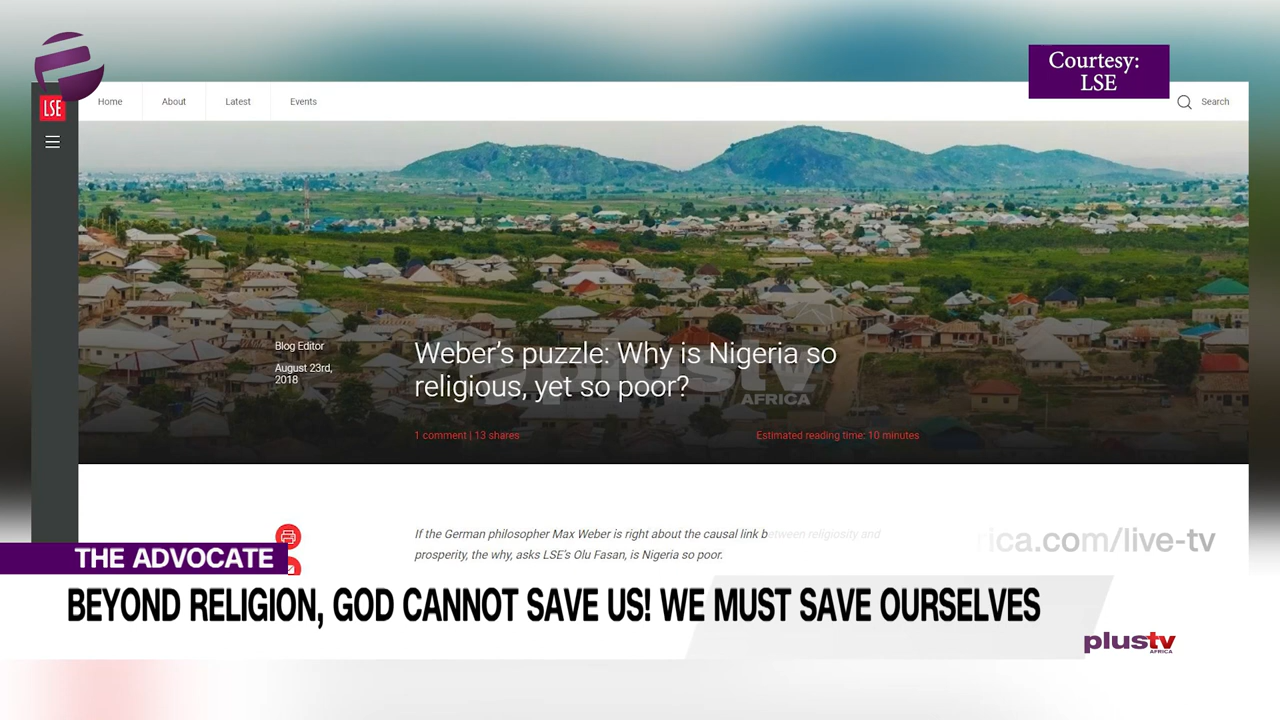 Courtesy:
LSE
LSE
Home
About
Latest
Events
Search
Blog Editor
August 23rd,
2018
Weber's puzzle: Why is Nigeria so
religious, yet so poor?
plustv
AFRICA
1 comment | 13 shares
Estimated reading time: 10 minutes
If the German philosopher Max Weber is right about the causal link between religiosity and
prosperity, the why, asks LSE's Olu Fasan, is Nigeria so poor.
rica.com/live-tv
THE ADVOCATE
BEYOND RELIGION, GOD CANNOT SAVE US! WE MUST SAVE OURSELVES
plustv
AFRICA